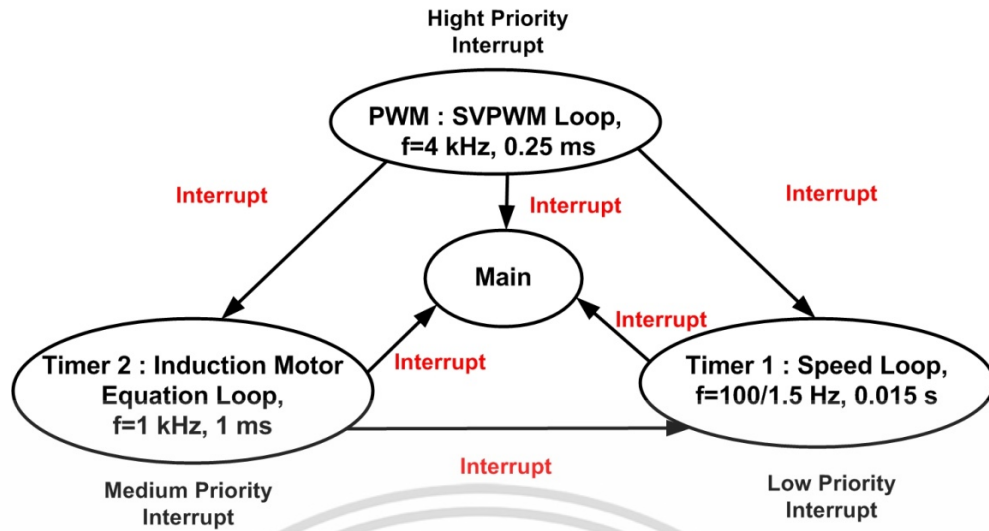 Hight Priority
Interrupt
PWM : SVPWM Loop,
f=4 kHz, 0.25 ms
Interrupt
Interrupt
Interrupt
Main
Interrupt
Timer 2 : Induction Motor
Equation Loop,
f=1 kHz, 1 ms
Interrupt
Timer 1 : Speed Loop,
f=100/1.5 Hz, 0.015 s
Interrupt
Medium Priority
Interrupt
Low Priority
Interrupt